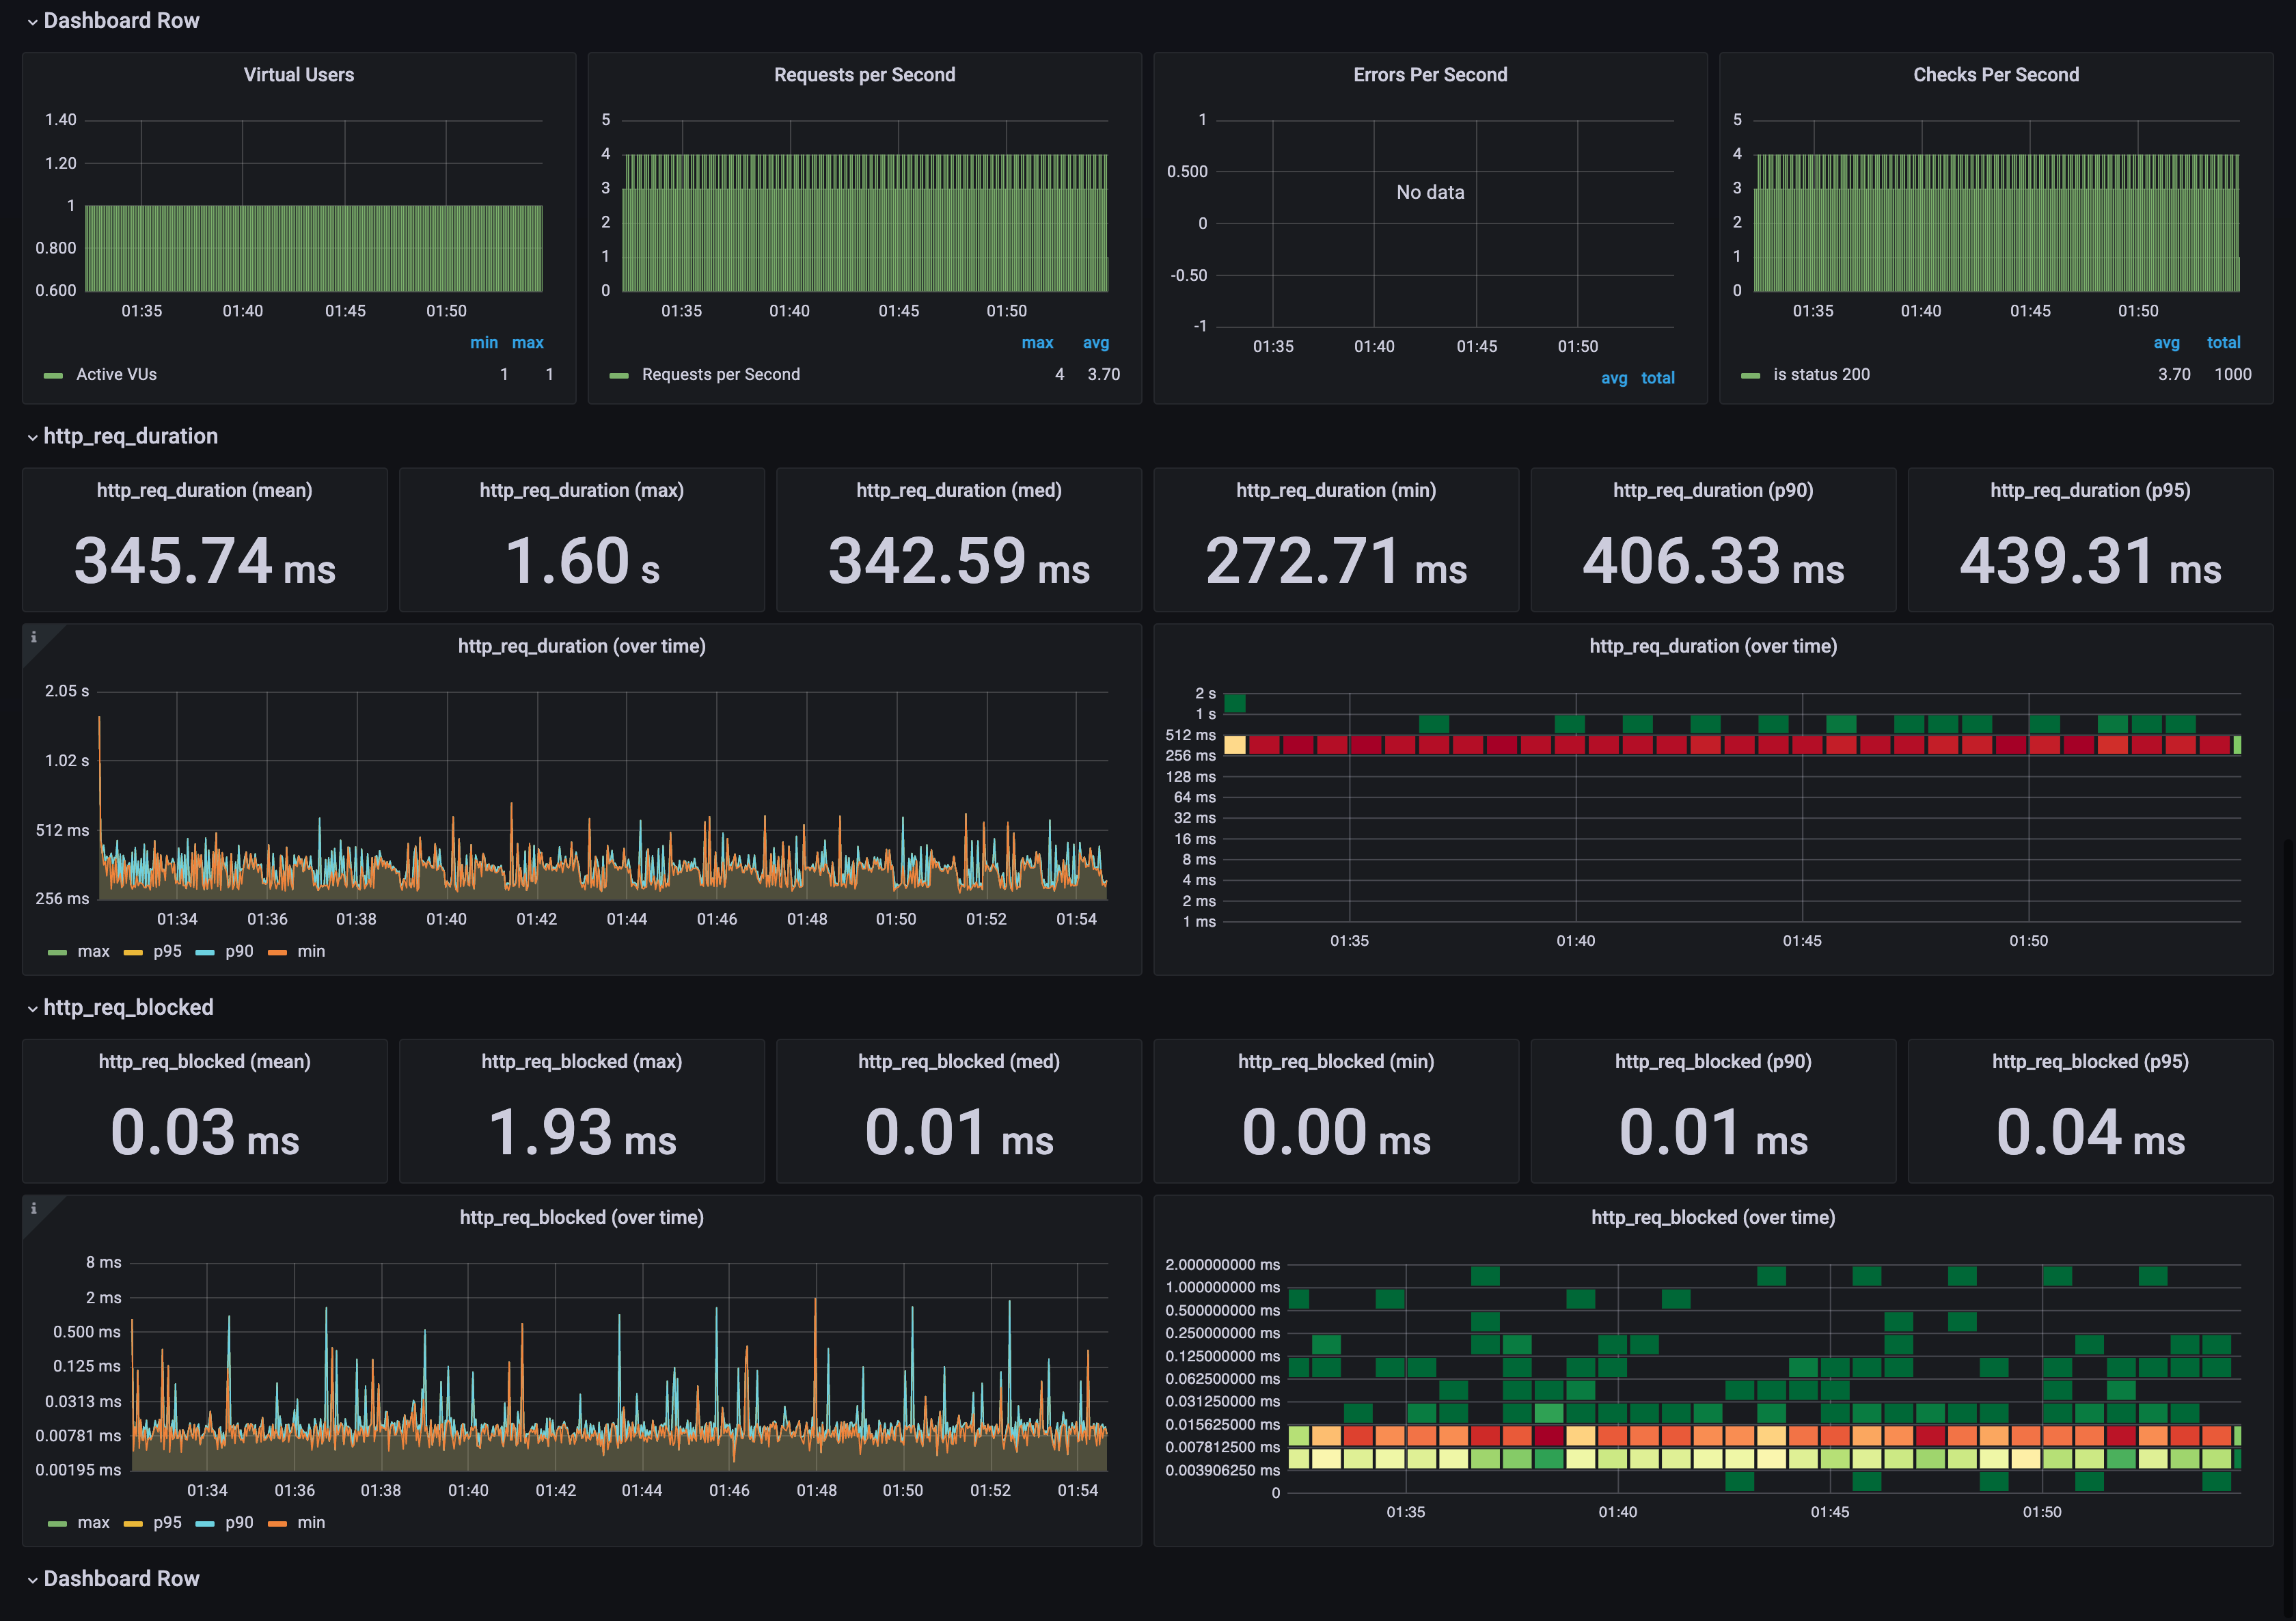 Dashboard Row
Virtual Users
1.40
1.20
1
0.800
0.600
01:35 01:40 01:45 01:50
min max
Active VUs 1 1
Requests per Second
5
4
3
2
1
0
01:35 01:40 01:45 01:50
max avg
Requests per Second 4 3.70
Errors Per Second
1
0.500
0
-0.50
-1
No data
01:35 01:40 01:45 01:50
avg total
Checks Per Second
5
4
3
2
1
0
01:35 01:40 01:45 01:50
avg total
is status 200 3.70 1000
http_req_duration
http_req_duration (mean)
345.74 ms
http_req_duration (max)
1.60 s
http_req_duration (med)
342.59 ms
http_req_duration (min)
272.71 ms
http_req_duration (p90)
406.33 ms
http_req_duration (p95)
439.31 ms
i
http_req_duration (over time)
2.05 s
1.02 s
512 ms
256 ms
01:34 01:36 01:38 01:40 01:42 01:44 01:46 01:48 01:50 01:52 01:54
max p95 p90 min
http_req_duration (over time)
2 s
1 s
512 ms
256 ms
128 ms
64 ms
32 ms
16 ms
8 ms
4 ms
2 ms
1 ms
01:35 01:40 01:45 01:50
http_req_blocked
http_req_blocked (mean)
0.03 ms
http_req_blocked (max)
1.93 ms
http_req_blocked (med)
0.01 ms
http_req_blocked (min)
0.00 ms
http_req_blocked (p90)
0.01 ms
http_req_blocked (p95)
0.04 ms
i
http_req_blocked (over time)
8 ms
2 ms
0.500 ms
0.125 ms
0.0313 ms
0.00781 ms
0.00195 ms
01:34 01:36 01:38 01:40 01:42 01:44 01:46 01:48 01:50 01:52 01:54
max p95 p90 min
http_req_blocked (over time)
2.000000000 ms
1.000000000 ms
0.500000000 ms
0.250000000 ms
0.125000000 ms
0.062500000 ms
0.031250000 ms
0.015625000 ms
0.007812500 ms
0.003906250 ms
0
01:35 01:40 01:45 01:50
Dashboard Row